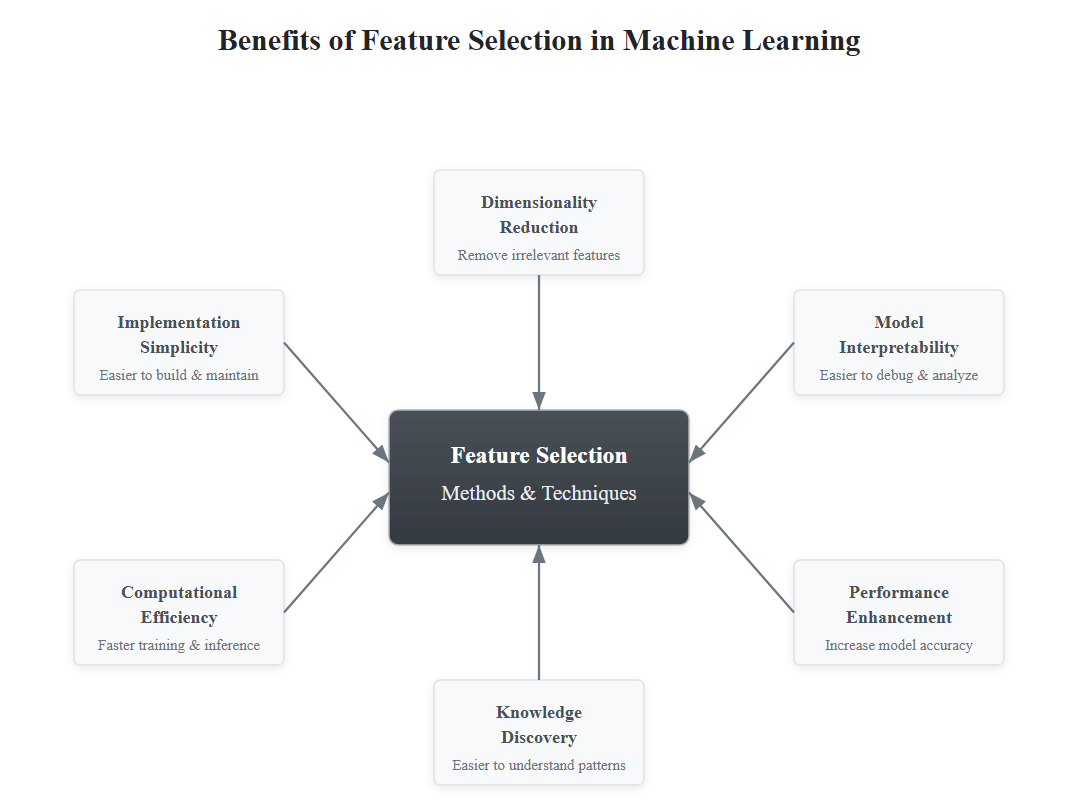 Benefits of Feature Selection in Machine Learning
Dimensionality
Reduction
Remove irrelevant features
Implementation
Simplicity
Easier to build & maintain
Model
Interpretability
Easier to debug & analyze
Feature Selection
Methods & Techniques
Computational
Efficiency
Faster training & inference
Performance
Enhancement
Increase model accuracy
Knowledge
Discovery
Easier to understand patterns